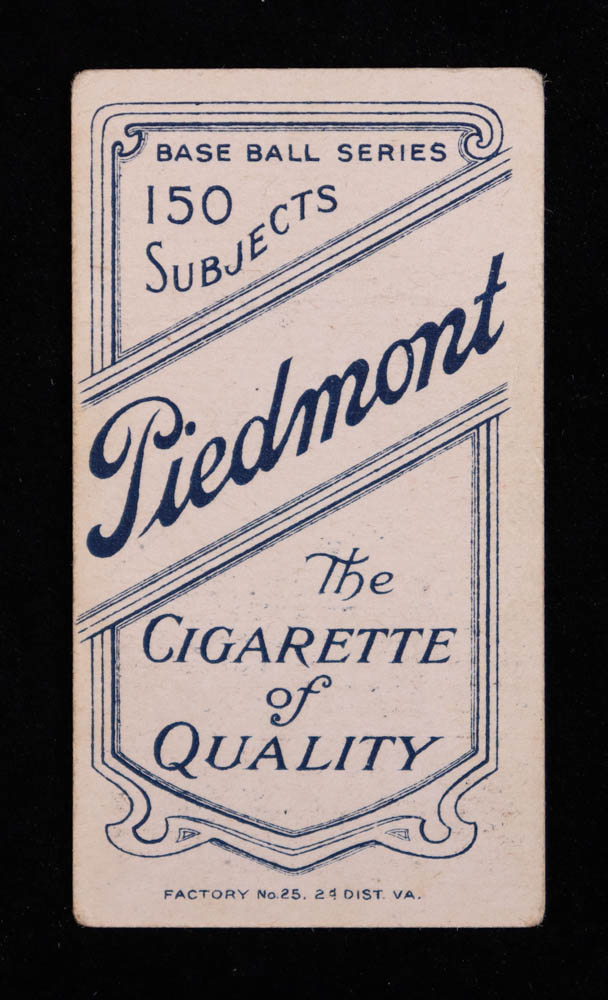 BASE BALL SERIES
150
SUBJECTS
Piedmont
The
CIGARETTE
of
QUALITY
FACTORY No.25. 2d DIST. VA.